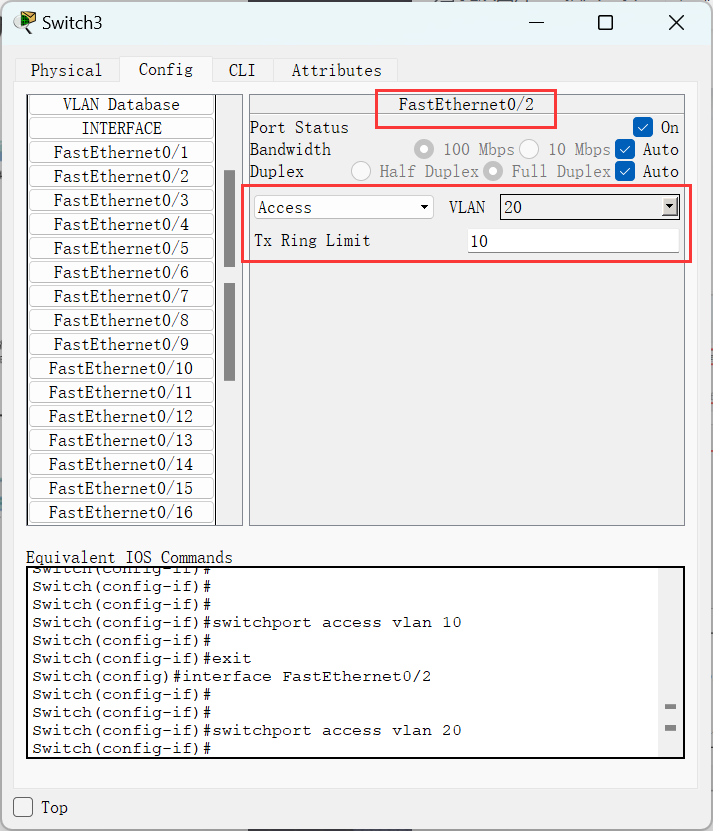 Switch3
Physical Config CLI Attributes
VLAN Database
INTERFACE
FastEthernet0/1
FastEthernet0/2
FastEthernet0/3
FastEthernet0/4
FastEthernet0/5
FastEthernet0/6
FastEthernet0/7
FastEthernet0/8
FastEthernet0/9
FastEthernet0/10
FastEthernet0/11
FastEthernet0/12
FastEthernet0/13
FastEthernet0/14
FastEthernet0/15
FastEthernet0/16
FastEthernet0/2
Port Status On
Bandwidth 100 Mbps 10 Mbps Auto
Duplex Half Duplex Full Duplex Auto
Access VLAN 20
Tx Ring Limit 10
Equivalent IOS Commands
Switch(config-if)#
Switch(config-if)#
Switch(config-if)#
Switch(config-if)#switchport access vlan 10
Switch(config-if)#
Switch(config-if)#exit
Switch(config)#interface FastEthernet0/2
Switch(config-if)#
Switch(config-if)#
Switch(config-if)#switchport access vlan 20
Switch(config-if)#
Top